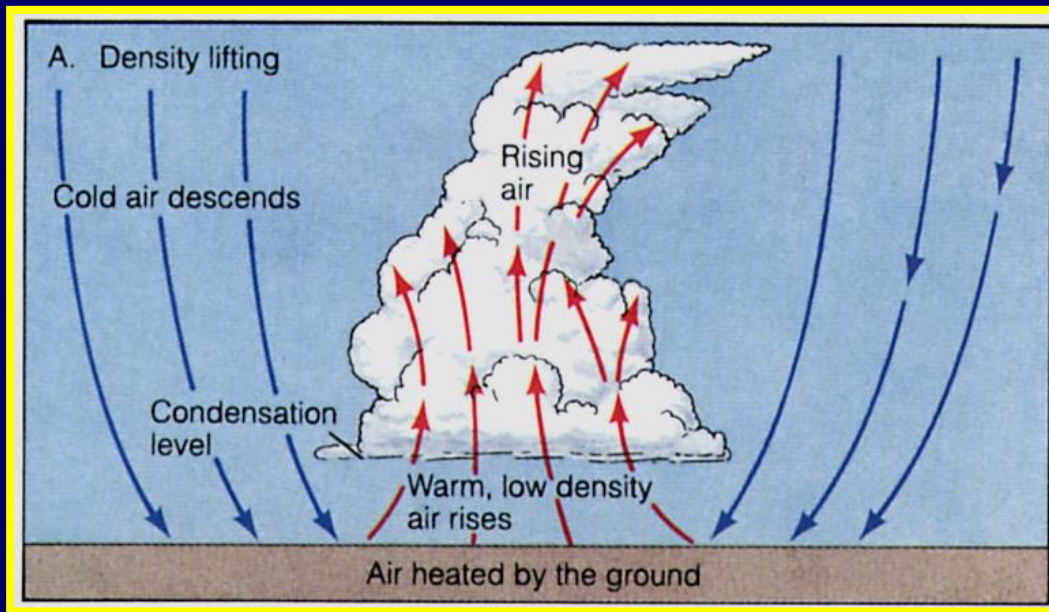 A. Density lifting
Rising
air
Cold air descends
Condensation
level
Warm, low density
air rises
Air heated by the ground